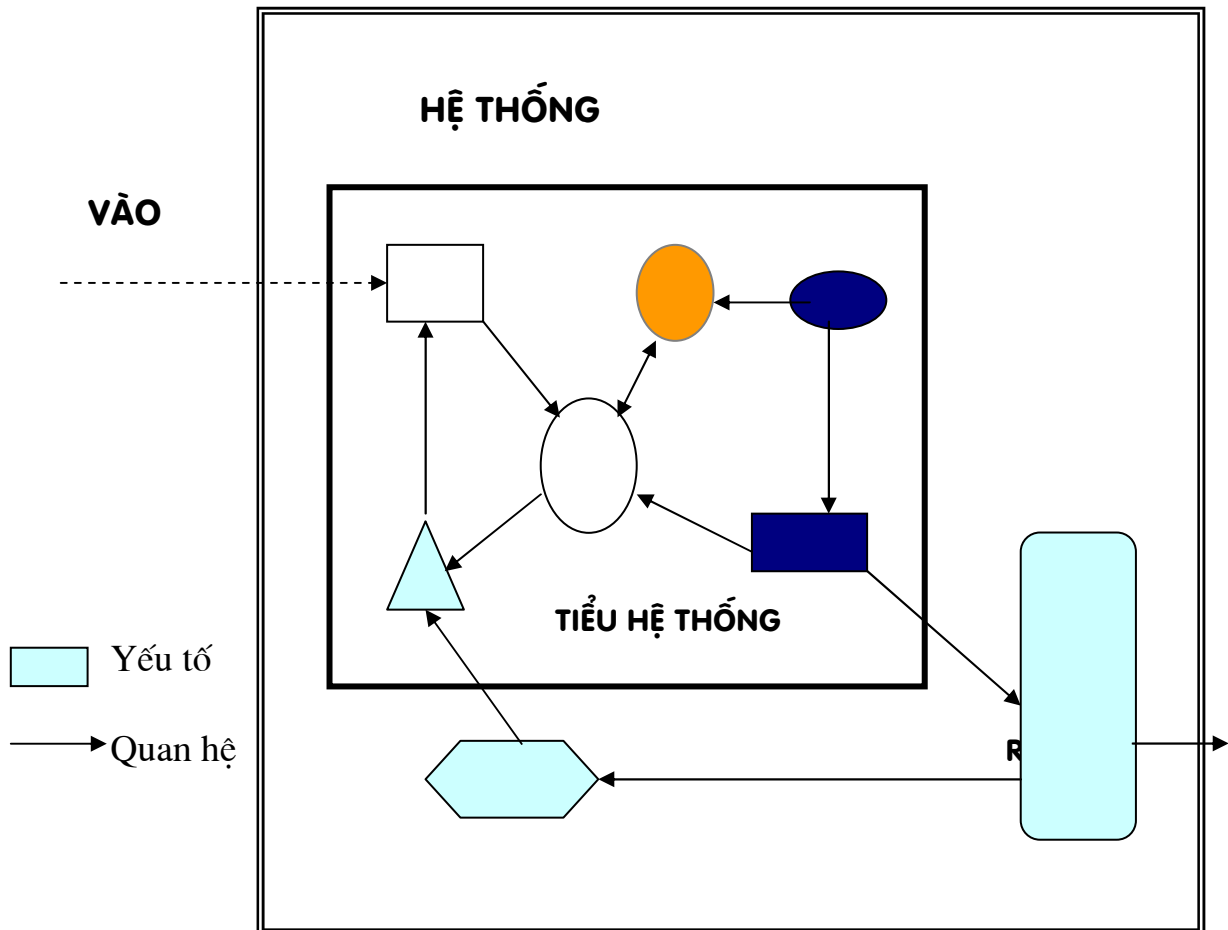 HỆ THỐNG
VÀO
TIỂU HỆ THỐNG
Yếu tố
Quan hệ